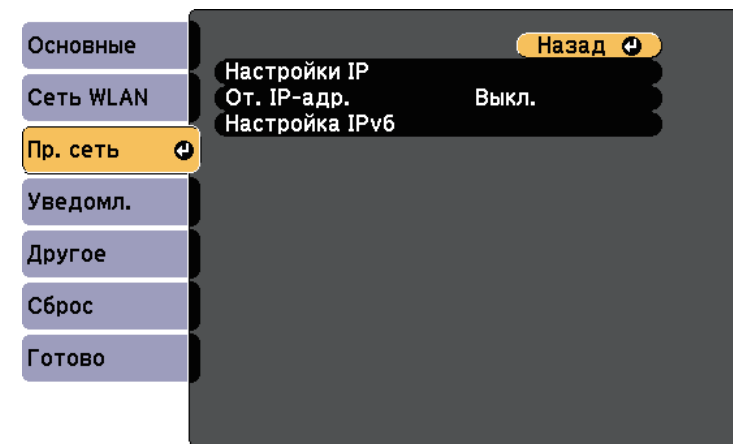 Основные
Сеть WLAN
Пр. сеть
Уведомл.
Другое
Сброс
Готово
Назад
Настройки IP
От. IP-адр. Выкл.
Настройка IPv6